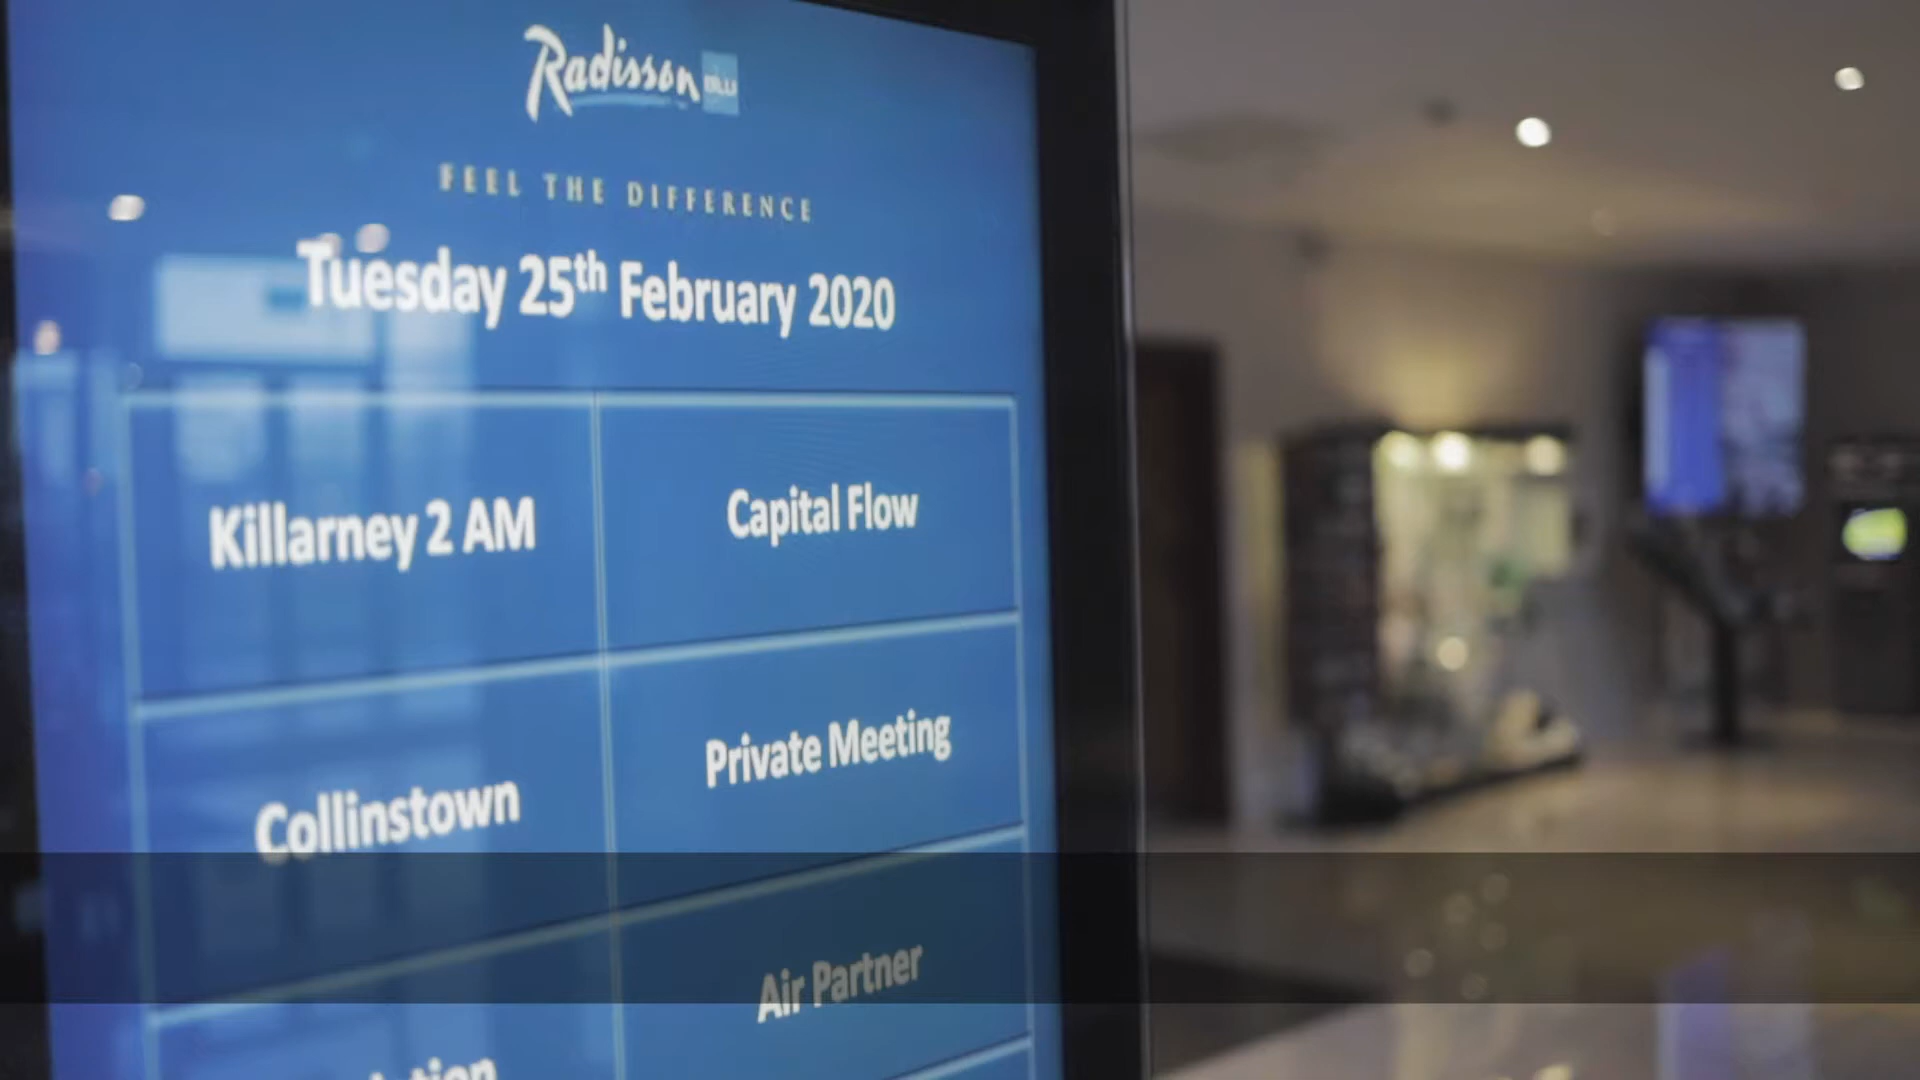 Radisson BLU
FEEL THE DIFFERENCE
Tuesday 25th February 2020
Killarney 2 AM
Capital Flow
Collinstown
Private Meeting
Air Partner